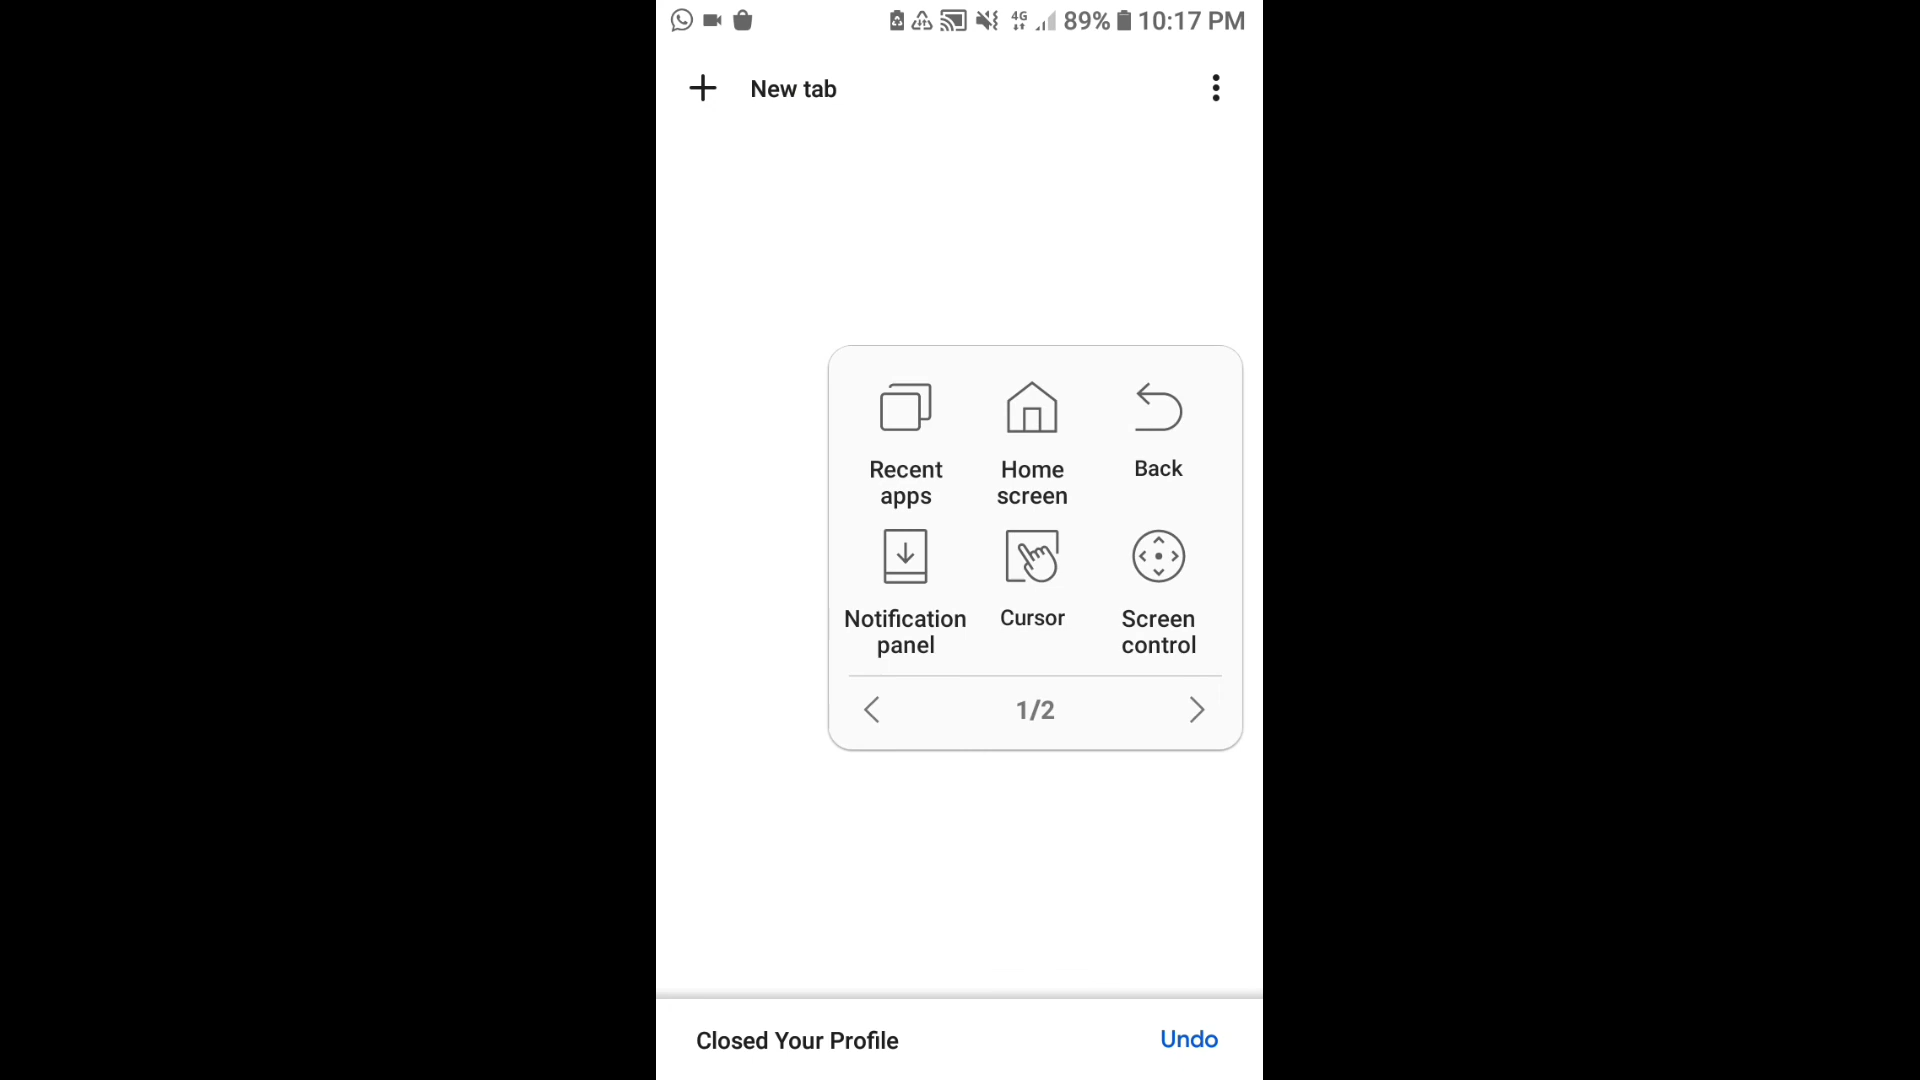 4G 89% 10:17 PM
New tab
Recent apps
Home screen
Back
Notification panel
Cursor
Screen control
1/2
Closed Your Profile Undo